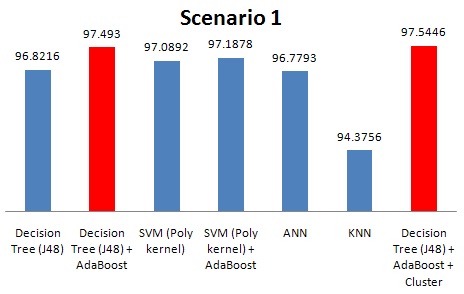 Scenario 1
96.8216
97.493
97.0892
97.1878
96.7793
94.3756
97.5446
Decision
Tree (J48)
Decision
Tree (J48) +
AdaBoost
SVM (Poly
kernel)
SVM (Poly
kernel) +
AdaBoost
ANN
KNN
Decision
Tree (J48) +
AdaBoost +
Cluster